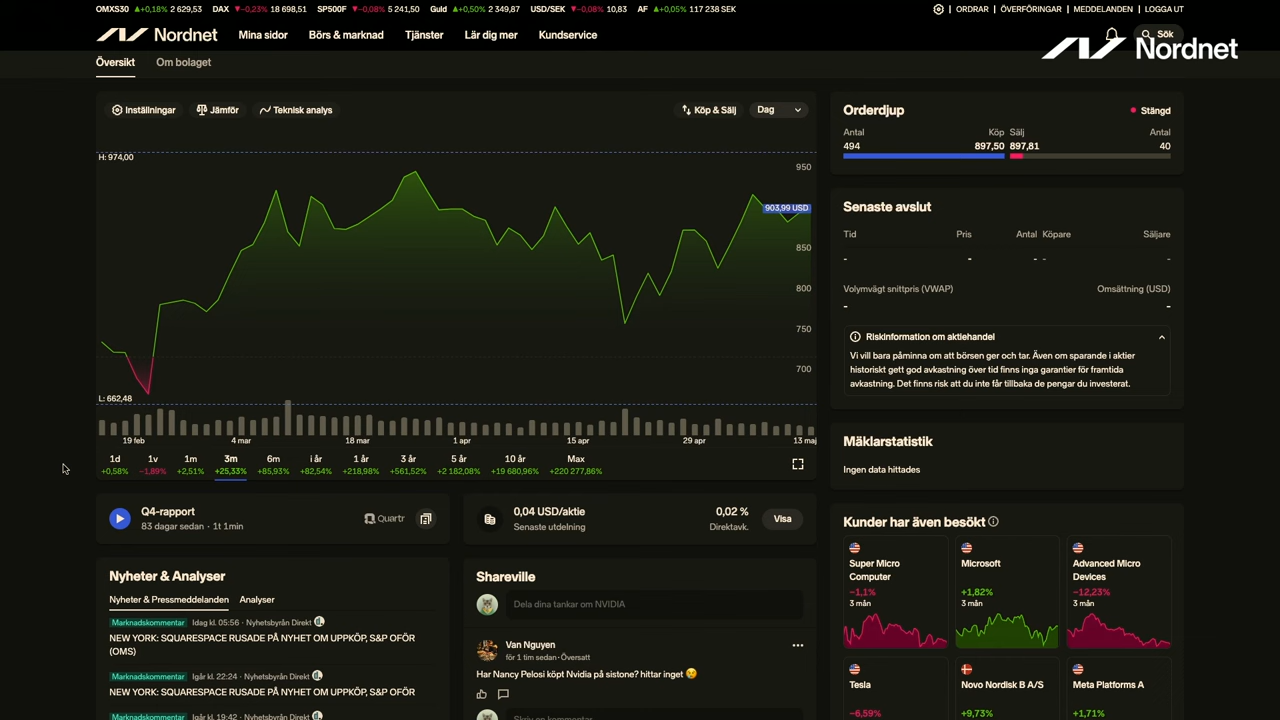 OMXS30 ▲+0,18% 2 629,53 DAX ▼−0,23% 18 698,51 SP500F ▼−0,08% 5 241,50 Guld ▲+0,50% 2 349,87 USD/SEK ▼−0,08% 10,83 AF ▲+0,05% 117 238 SEK
ORDRAR | ÖVERFÖRINGAR | MEDDELANDEN | LOGGA UT
Nordnet Mina sidor Börs & marknad Tjänster Lär dig mer Kundservice Sök
Nordnet
Översikt Om bolaget
Inställningar Jämför Teknisk analys Köp & Sälj Dag
H: 974,00
950
903,99 USD
850
800
750
700
L: 662,48
19 feb 4 mar 18 mar 1 apr 15 apr 29 apr 13 maj
1d 1v 1m 3m 6m i år 1 år 3 år 5 år 10 år Max
+0,58% −1,89% +2,51% +25,33% +85,93% +82,54% +218,98% +561,52% +2 182,08% +19 680,96% +220 277,86%
Orderdjup Stängd
Antal Köp Sälj Antal
494 897,50 897,81 40
Senaste avslut
Tid Pris Antal Köpare Säljare
- - - - -
Volymvägt snittpris (VWAP) Omsättning (USD)
- -
Riskinformation om aktiehandel
Vi vill bara påminna om att börsen ger och tar. Även om sparande i aktier
historiskt gett god avkastning över tid finns inga garantier för framtida
avkastning. Det finns risk att du inte får tillbaka de pengar du investerat.
Mäklarstatistik
Ingen data hittades
Q4-rapport
83 dagar sedan · 1t 1min
Quartr
0,04 USD/aktie
Senaste utdelning
0,02 %
Direktavk.
Visa
Nyheter & Analyser
Nyheter & Pressmeddelanden Analyser
Marknadskommentar Idag kl. 05:56 · Nyhetsbyrån Direkt
NEW YORK: SQUARESPACE RUSADE PÅ NYHET OM UPPKÖP, S&P OFÖR
(OMS)
Marknadskommentar Igår kl. 22:24 · Nyhetsbyrån Direkt
NEW YORK: SQUARESPACE RUSADE PÅ NYHET OM UPPKÖP, S&P OFÖR
Marknadskommentar Igår kl. 19:42 · Nyhetsbyrån Direkt
Shareville
Dela dina tankar om NVIDIA
Van Nguyen
för 1 tim sedan · Översatt
Har Nancy Pelosi köpt Nvidia på sistone? hittar inget 😉
Skriv en kommentar
Kunder har även besökt
Super Micro
Computer
−1,1%
3 mån
Microsoft
+1,82%
3 mån
Advanced Micro
Devices
−12,23%
3 mån
Tesla
−6,59%
Novo Nordisk B A/S
+9,73%
Meta Platforms A
+1,71%